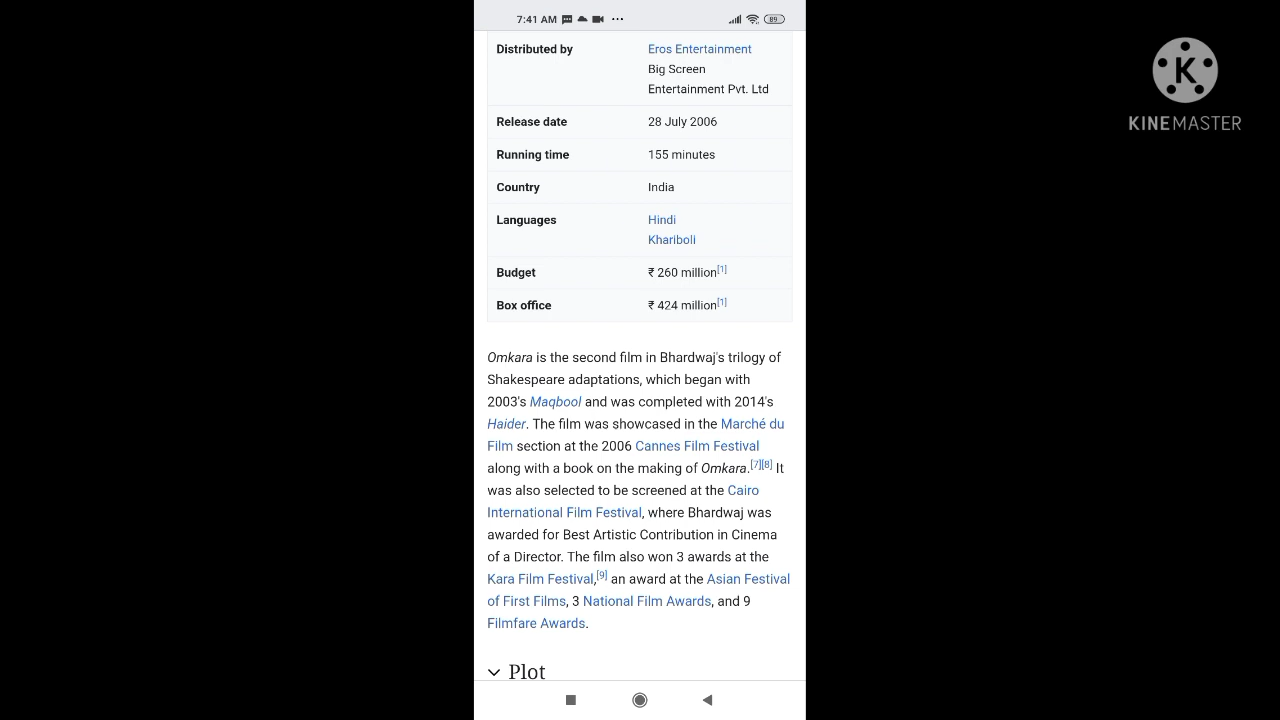 7:41 AM
89
Distributed by
Eros Entertainment
Big Screen
Entertainment Pvt. Ltd
Release date
28 July 2006
Running time
155 minutes
Country
India
Languages
Hindi
Khariboli
Budget
₹ 260 million[1]
Box office
₹ 424 million[1]
Omkara is the second film in Bhardwaj's trilogy of
Shakespeare adaptations, which began with
2003's Maqbool and was completed with 2014's
Haider. The film was showcased in the Marché du
Film section at the 2006 Cannes Film Festival
along with a book on the making of Omkara.[7][8] It
was also selected to be screened at the Cairo
International Film Festival, where Bhardwaj was
awarded for Best Artistic Contribution in Cinema
of a Director. The film also won 3 awards at the
Kara Film Festival,[9] an award at the Asian Festival
of First Films, 3 National Film Awards, and 9
Filmfare Awards.
Plot
K
KINEMASTER